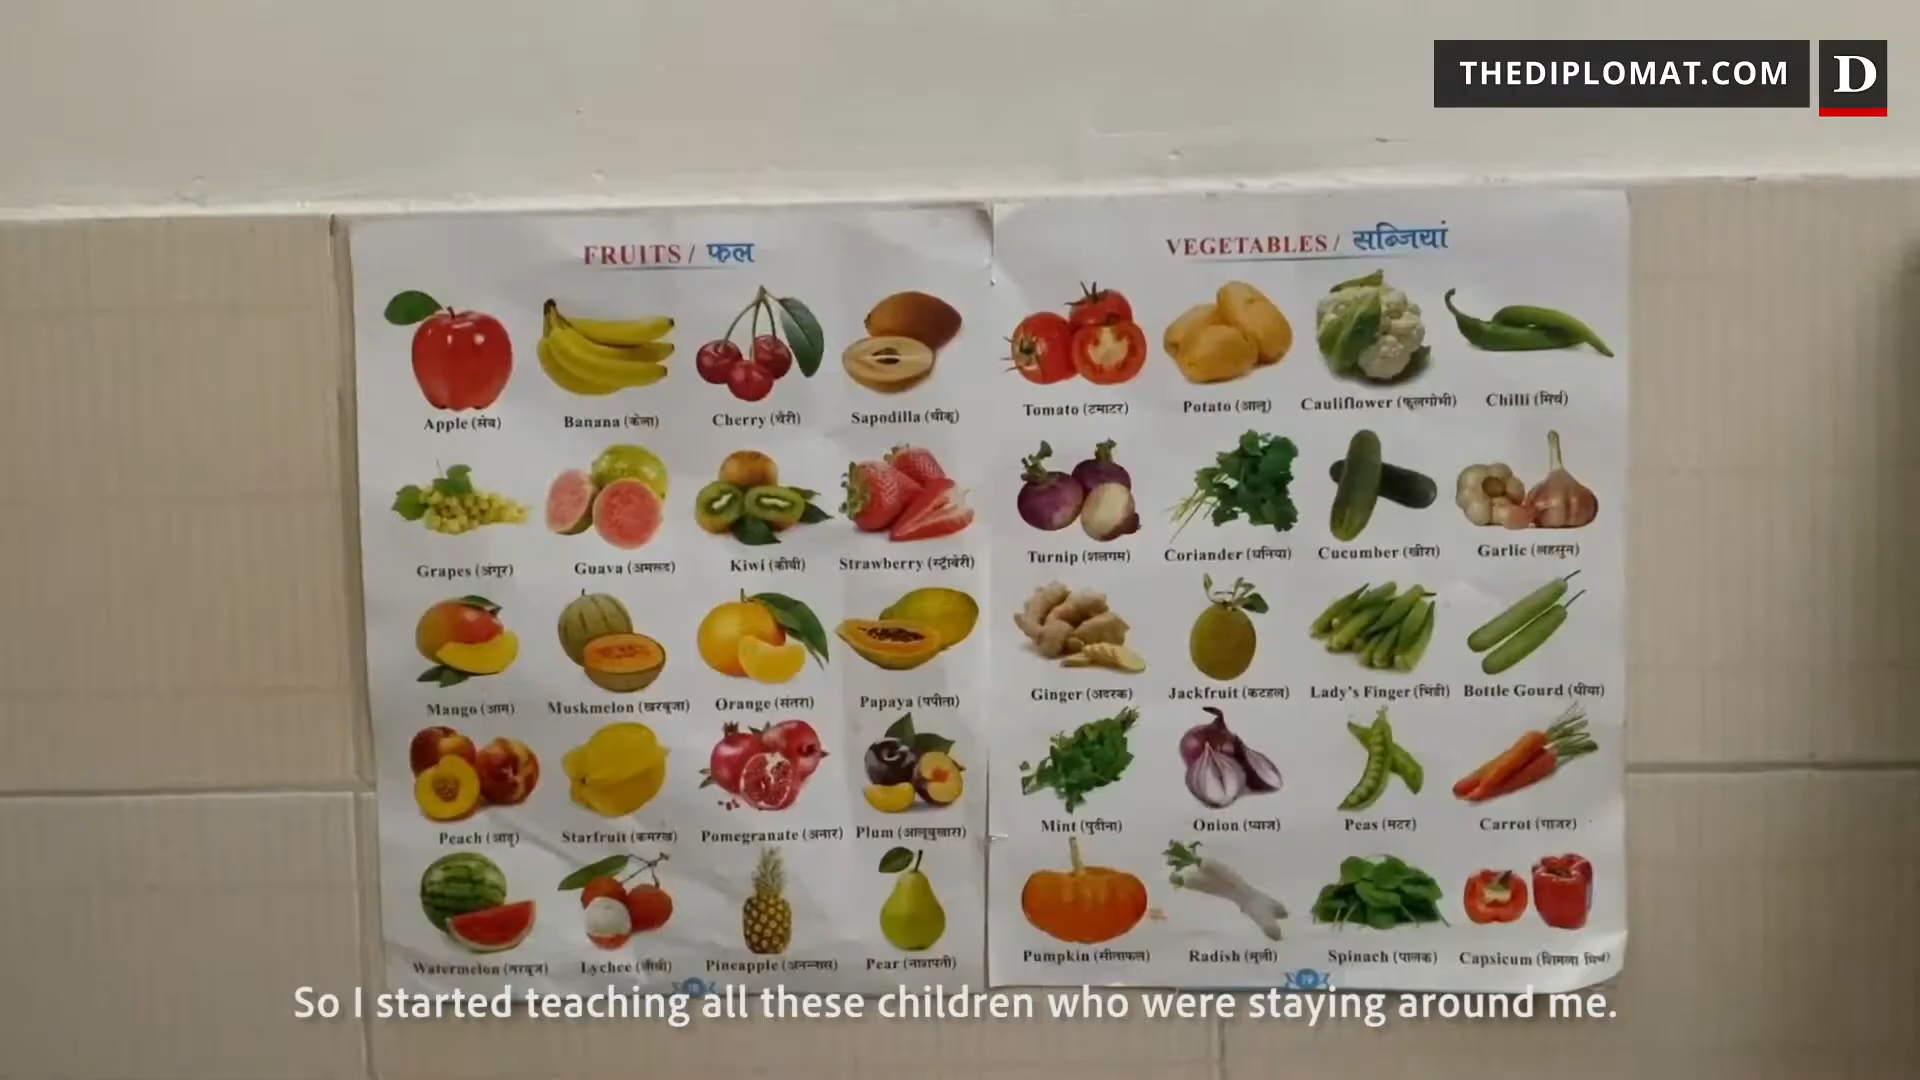 THEDIPLOMAT.COM D
FRUITS / फल
Apple (सेब) Banana (केला) Cherry (चेरी) Sapodilla (चीकू)
Grapes (अंगूर) Guava (अमरूद) Kiwi (कीवी) Strawberry (स्ट्रॉबेरी)
Mango (आम) Muskmelon (खरबूजा) Orange (संतरा) Papaya (पपीता)
Peach (आड़ू) Starfruit (कमरख) Pomegranate (अनार) Plum (आलूबुखारा)
Watermelon (तरबूज) Lychee (लीची) Pineapple (अनन्नास) Pear (नाशपती)
VEGETABLES / सब्जियां
Tomato (टमाटर) Potato (आलू) Cauliflower (फूलगोभी) Chilli (मिर्च)
Turnip (शलगम) Coriander (धनिया) Cucumber (खीरा) Garlic (लहसुन)
Ginger (अदरक) Jackfruit (कटहल) Lady's Finger (भिंडी) Bottle Gourd (घीया)
Mint (पुदीना) Onion (प्याज) Peas (मटर) Carrot (गाजर)
Pumpkin (सीताफल) Radish (मूली) Spinach (पालक) Capsicum (शिमला मिर्च)
So I started teaching all these children who were staying around me.